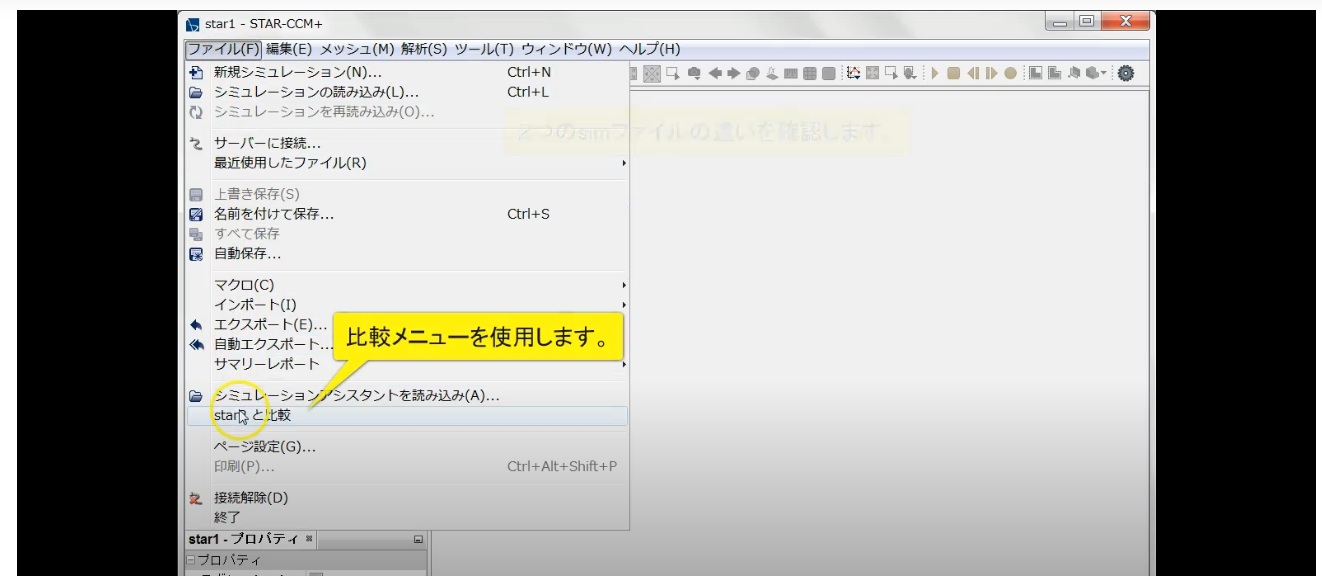 star1 - STAR-CCM+
ファイル(F) 編集(E) メッシュ(M) 解析(S) ツール(T) ウィンドウ(W) ヘルプ(H)
新規シミュレーション(N)... Ctrl+N
シミュレーションの読み込み(L)... Ctrl+L
シミュレーションを再読み込み(O)...
2つのsimファイルの違いを確認します。
サーバーに接続...
最近使用したファイル(R)
上書き保存(S)
名前を付けて保存... Ctrl+S
すべて保存
自動保存...
マクロ(C)
インポート(I)
エクスポート(E)...
比較メニューを使用します。
自動エクスポート...
サマリーレポート
シミュレーションアシスタントを読み込み(A)...
と比較
ページ設定(G)...
印刷(P)... Ctrl+Alt+Shift+P
接続解除(D)
終了
star1 - プロパティ
プロパティ